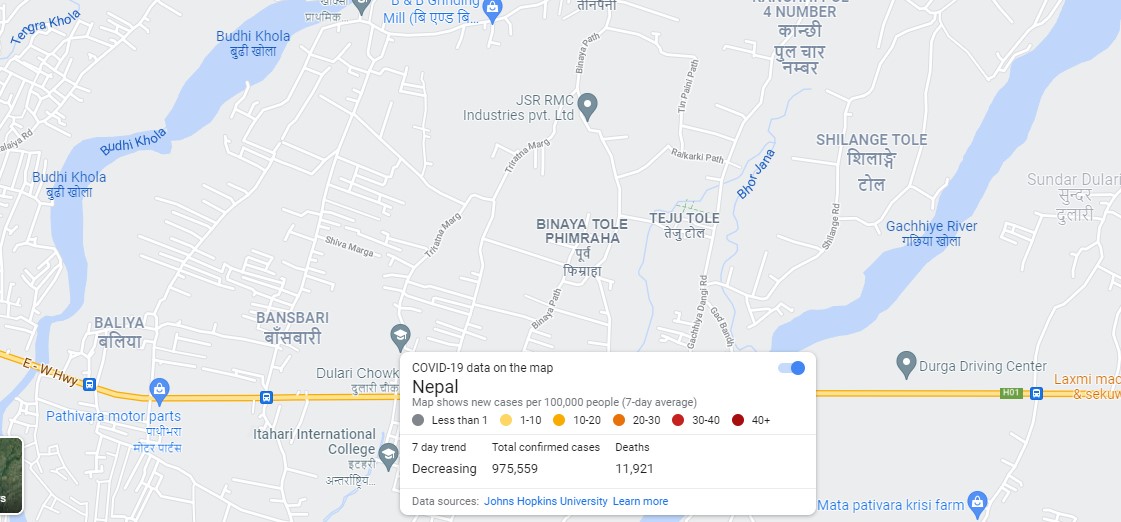 Tengra Khola
प्राथमिक
B & B Grinding
Mill (बि एण्ड बि...
तीनपैनी
4 NUMBER
कान्छी
पुल चार
नम्बर
Budhi Khola
बुढी खोला
Binaya Path
Tin Paini Path
JSR RMC
Industries pvt. Ltd
Budhi Khola
Budhi Khola
बुढी खोला
Triratna Marg
Rarkarki Path
Bhor Jana
SHILANGE TOLE
शिलाङ्गे
टोल
Sundar Dulari
सुन्दर
दुलारी
Triratna Marg
Shiva Marga
BINAYA TOLE
PHIMRAHA
पूर्व
फिम्राहा
TEJU TOLE
तेजु टोल
Shilange Rd
Gachhiye River
गछिया खोला
Binaya Path
Gachhiya Dangi Rd
Gad Bandh
BALIYA
बलिया
BANSBARI
बाँसबारी
E - W Hwy
Dulari Chowk
दुलारी चौक
Durga Driving Center
H01
Laxmi mac
& sekuw
Pathivara motor parts
पाथीभरा
मोटर पार्टस
Itahari International
College
इटहरी
अन्तर्राष्ट्रिय...
COVID-19 data on the map
Nepal
Map shows new cases per 100,000 people (7-day average)
Less than 1 1-10 10-20 20-30 30-40 40+
7 day trend Total confirmed cases Deaths
Decreasing 975,559 11,921
Data sources: Johns Hopkins University Learn more
Mata pativara krisi farm